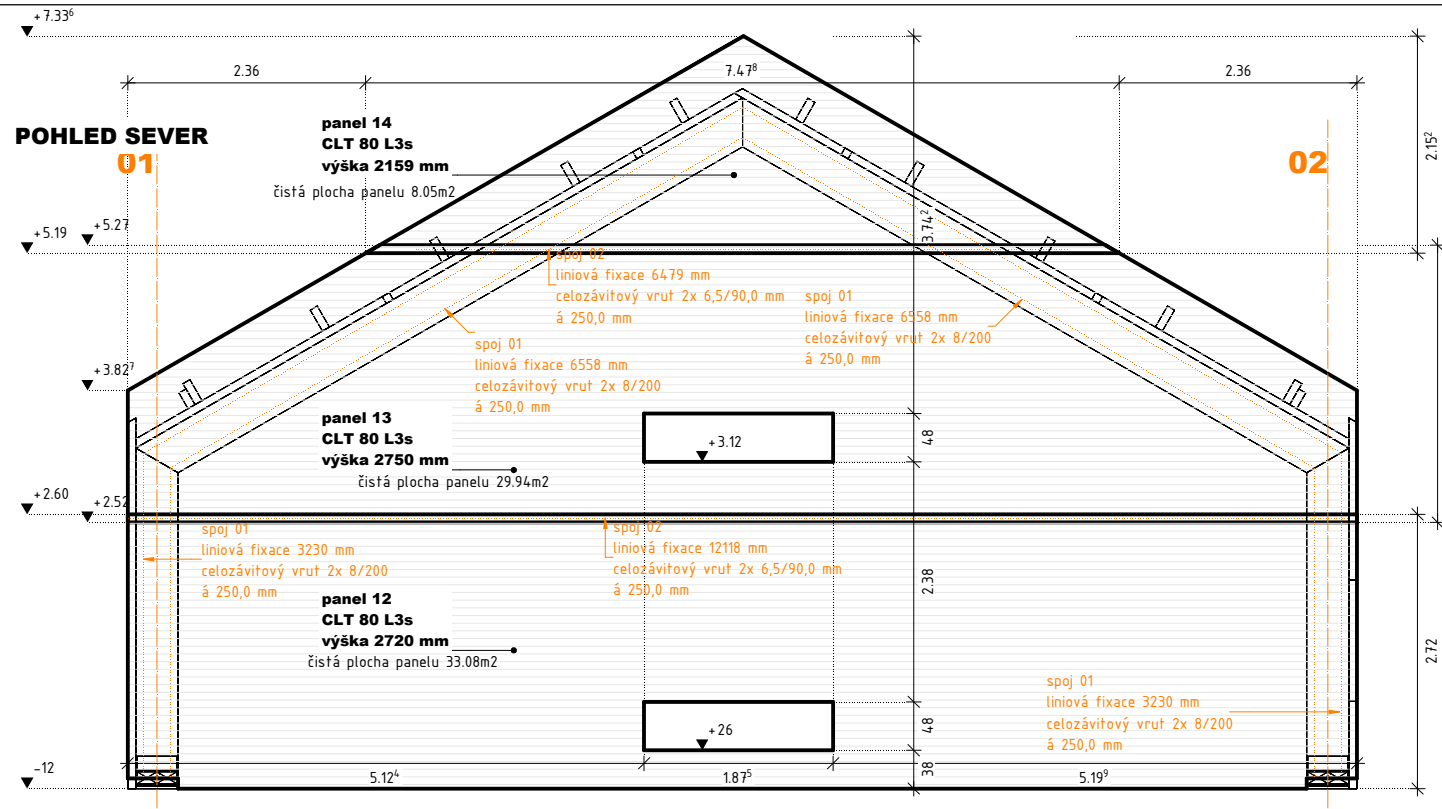 +7.33⁶
2.36
7.47⁸
2.36
POHLED SEVER
01
02
panel 14
CLT 80 L3s
výška 2159 mm
čistá plocha panelu 8.05m2
2.15²
3.74²
+5.19
+5.27
spoj 02
liniová fixace 6479 mm
celozávitový vrut 2x 6,5/90,0 mm
á 250,0 mm
spoj 01
liniová fixace 6558 mm
celozávitový vrut 2x 8/200
á 250,0 mm
spoj 01
liniová fixace 6558 mm
celozávitový vrut 2x 8/200
á 250,0 mm
+3.82⁷
panel 13
CLT 80 L3s
výška 2750 mm
čistá plocha panelu 29.94m2
+3.12
48
+2.60
+2.52
spoj 01
liniová fixace 3230 mm
celozávitový vrut 2x 8/200
á 250,0 mm
spoj 02
liniová fixace 12118 mm
celozávitový vrut 2x 6,5/90,0 mm
á 250,0 mm
2.38
2.72
panel 12
CLT 80 L3s
výška 2720 mm
čistá plocha panelu 33.08m2
spoj 01
liniová fixace 3230 mm
celozávitový vrut 2x 8/200
á 250,0 mm
+26
48
38
-12
5.12⁴
1.87⁵
5.19⁹